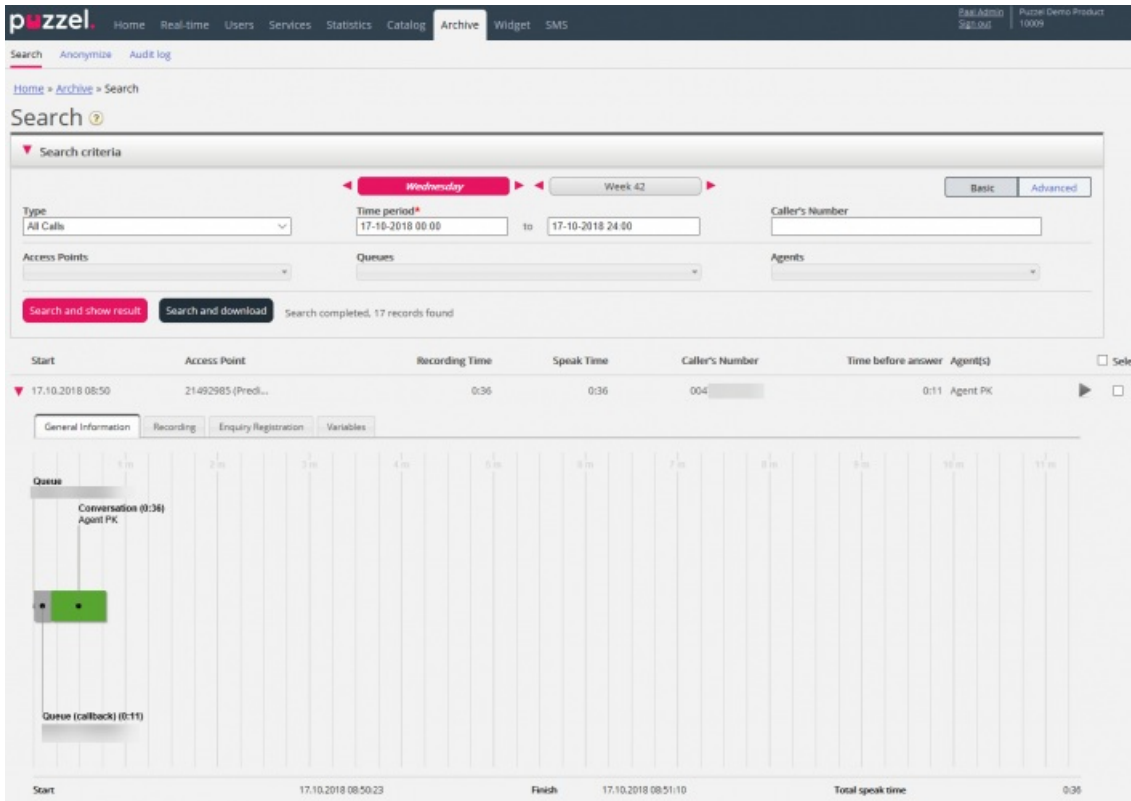 puzzel. Home Real-time Users Services Statistics Catalog Archive Widget SMS Paal Admin Puzzel Demo Product
Sign out 10009
Search Anonymize Audit log
Home » Archive » Search
Search ?
Search criteria
Wednesday Week 42 Basic Advanced
Type Time period* Caller's Number
All Calls 17-10-2018 00:00 to 17-10-2018 24:00
Access Points Queues Agents
Search and show result Search and download Search completed, 17 records found
Start Access Point Recording Time Speak Time Caller's Number Time before answer Agent(s) Sele
17.10.2018 08:50 21492985 (Predi... 0:36 0:36 004 0:11 Agent PK
General Information Recording Enquiry Registration Variables
1 m 2 m 3 m 4 m 5 m 6 m 7 m 8 m 9 m 10 m 11 m
Queue
Conversation (0:36)
Agent PK
Queue (callback) (0:11)
Start 17.10.2018 08:50:23 Finish 17.10.2018 08:51:10 Total speak time 0:36